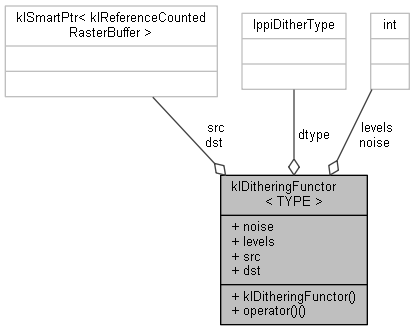 klSmartPtr< klReferenceCounted
RasterBuffer >
IppiDitherType
int
src
dst
dtype
levels
noise
klDitheringFunctor
< TYPE >
+ noise
+ levels
+ src
+ dst
+ klDitheringFunctor()
+ operator()()